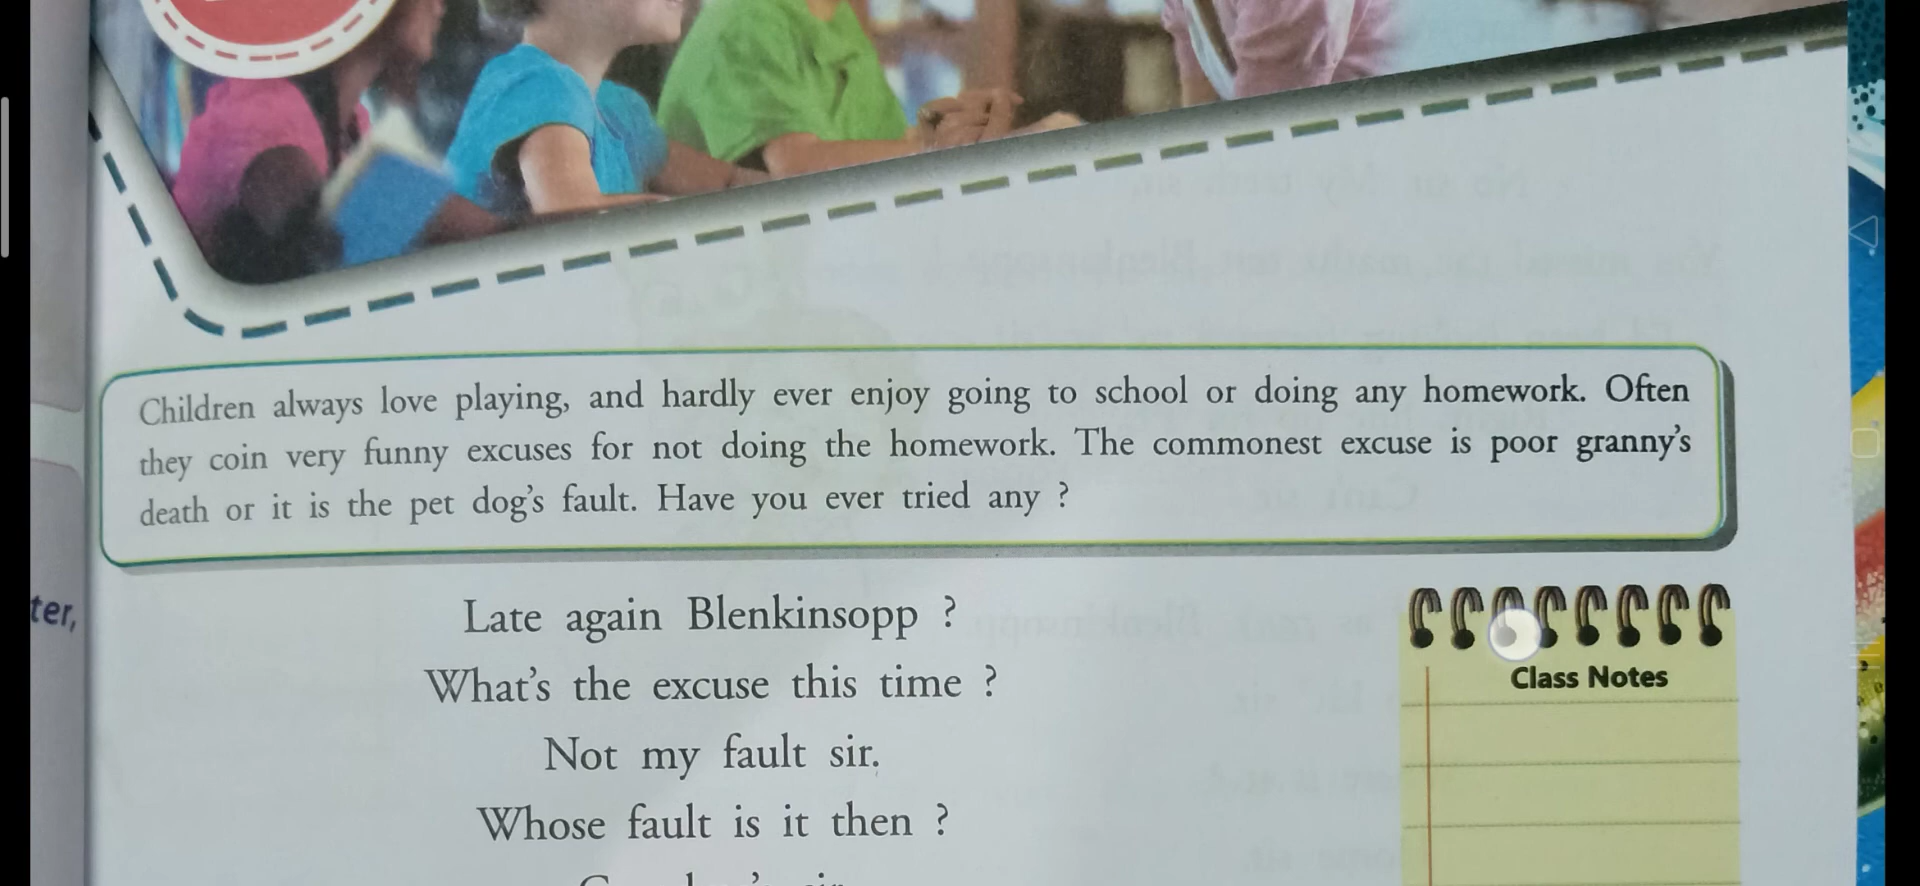 Children always love playing, and hardly ever enjoy going to school or doing any homework. Often
they coin very funny excuses for not doing the homework. The commonest excuse is poor granny's
death or it is the pet dog's fault. Have you ever tried any ?
ter,
Late again Blenkinsopp ?
What's the excuse this time ?
Not my fault sir.
Whose fault is it then ?
Class Notes